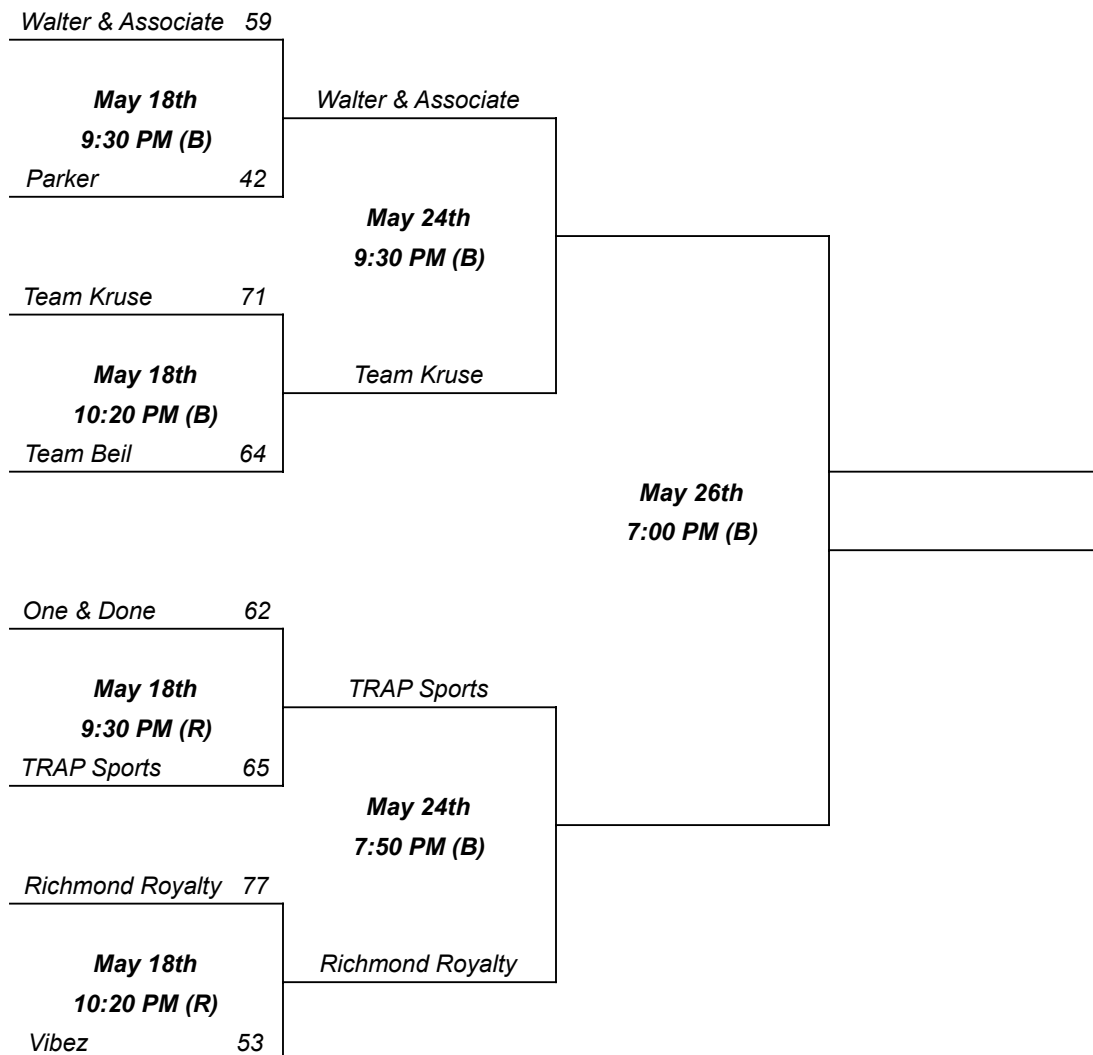 Walter & Associate 59
May 18th
9:30 PM (B)
Parker 42
Walter & Associate
May 24th
9:30 PM (B)
Team Kruse 71
May 18th
10:20 PM (B)
Team Beil 64
Team Kruse
May 26th
7:00 PM (B)
One & Done 62
May 18th
9:30 PM (R)
TRAP Sports 65
TRAP Sports
May 24th
7:50 PM (B)
Richmond Royalty 77
May 18th
10:20 PM (R)
Vibez 53
Richmond Royalty